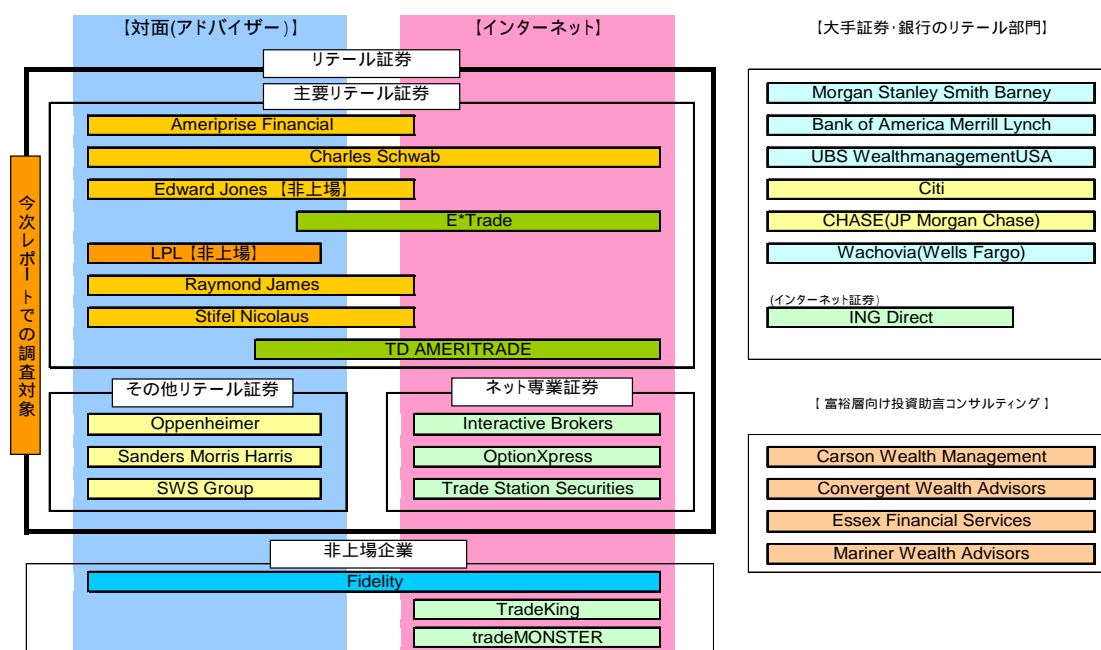 【対面(アドバイザー)】
【インターネット】
【大手証券・銀行のリテール部門】
リテール証券
主要リテール証券
Ameriprise Financial
Charles Schwab
Edward Jones 【非上場】
E*Trade
LPL【非上場】
Raymond James
Stifel Nicolaus
TD AMERITRADE
今次レポートでの調査対象
その他リテール証券
Oppenheimer
Sanders Morris Harris
SWS Group
ネット専業証券
Interactive Brokers
OptionXpress
Trade Station Securities
非上場企業
Fidelity
TradeKing
tradeMONSTER
Morgan Stanley Smith Barney
Bank of America Merrill Lynch
UBS WealthmanagementUSA
Citi
CHASE(JP Morgan Chase)
Wachovia(Wells Fargo)
(インターネット証券)
ING Direct
【 富裕層向け投資助言コンサルティング 】
Carson Wealth Management
Convergent Wealth Advisors
Essex Financial Services
Mariner Wealth Advisors